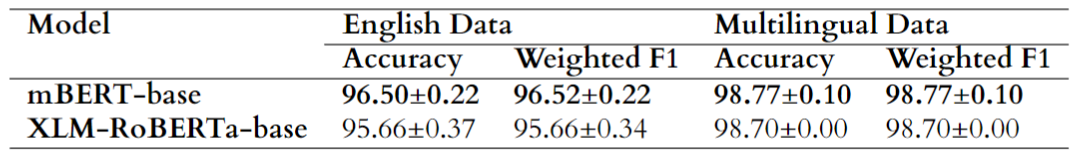 Model English Data Multilingual Data
Accuracy Weighted F1 Accuracy Weighted F1
mBERT-base 96.50±0.22 96.52±0.22 98.77±0.10 98.77±0.10
XLM-RoBERTa-base 95.66±0.37 95.66±0.34 98.70±0.00 98.70±0.00